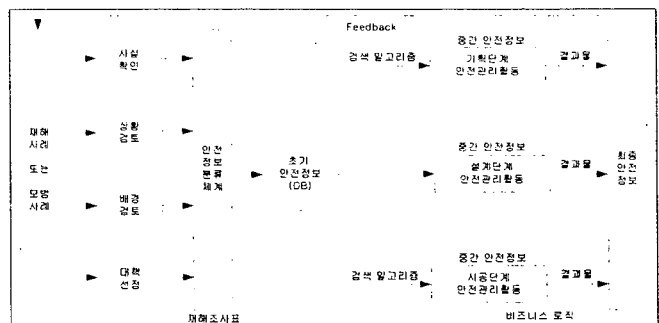 Feedback
재해
사례
또는
모범
사례
사실
확인
상황
검토
배경
검토
대책
선정
안전
정보
분류
체계
재해조사표
초기
안전정보
(DB)
검색 알고리즘
검색 알고리즘
중간 안전정보
기획단계
안전관리활동
결과물
중간 안전정보
설계단계
안전관리활동
결과물
중간 안전정보
시공단계
안전관리활동
결과물
비즈니스 로직
최종
안전
정보